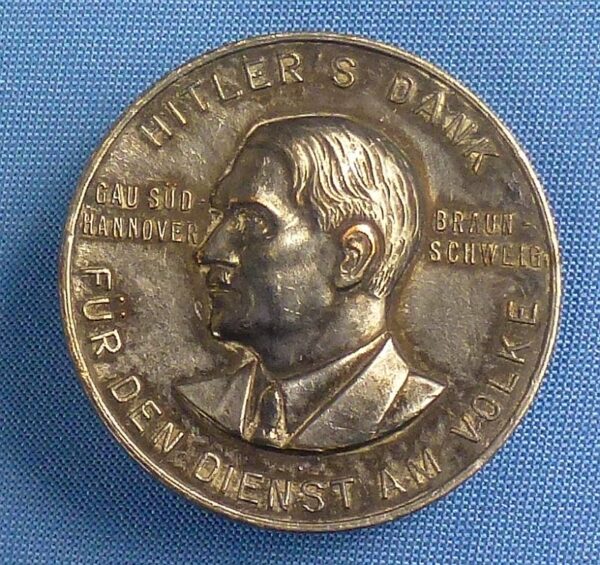 HITLER'S DANK
GAU SÜD-
HANNOVER
BRAUN-
SCHWEIG
FÜR DEN DIENST AM VOLKE